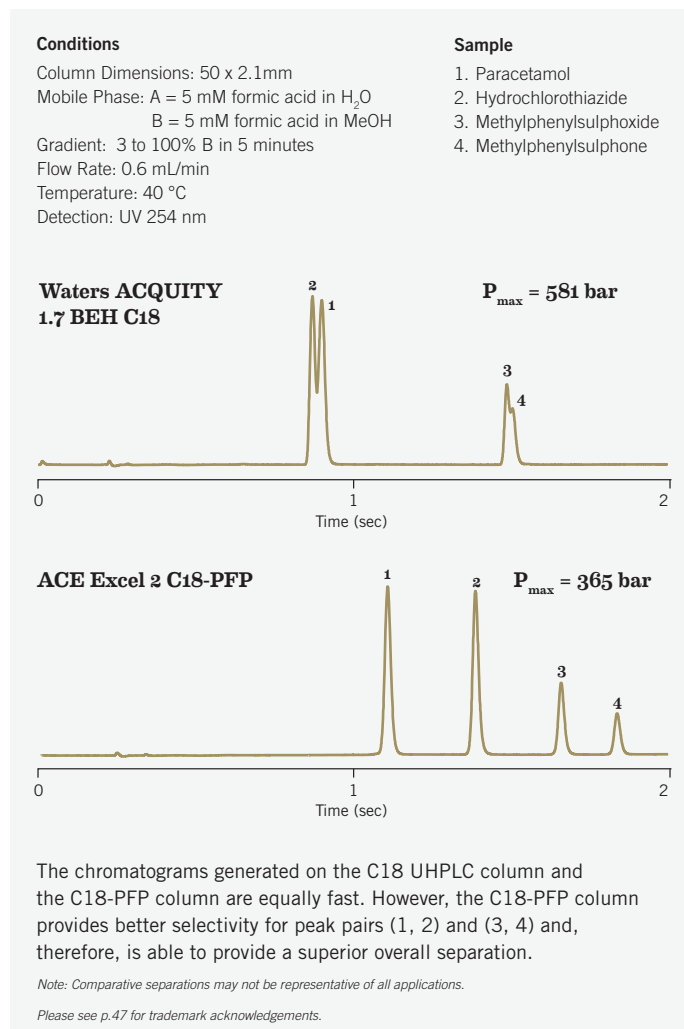 Conditions
Column Dimensions: 50 x 2.1mm
Mobile Phase: A = 5 mM formic acid in H₂O
B = 5 mM formic acid in MeOH
Gradient: 3 to 100% B in 5 minutes
Flow Rate: 0.6 mL/min
Temperature: 40 °C
Detection: UV 254 nm
Sample
1. Paracetamol
2. Hydrochlorothiazide
3. Methylphenylsulphoxide
4. Methylphenylsulphone
Waters ACQUITY
1.7 BEH C18
Pmax = 581 bar
2
1
3
4
0 1 2
Time (sec)
ACE Excel 2 C18-PFP
Pmax = 365 bar
1
2
3
4
0 1 2
Time (sec)
The chromatograms generated on the C18 UHPLC column and
the C18-PFP column are equally fast. However, the C18-PFP column
provides better selectivity for peak pairs (1, 2) and (3, 4) and,
therefore, is able to provide a superior overall separation.
Note: Comparative separations may not be representative of all applications.
Please see p.47 for trademark acknowledgements.